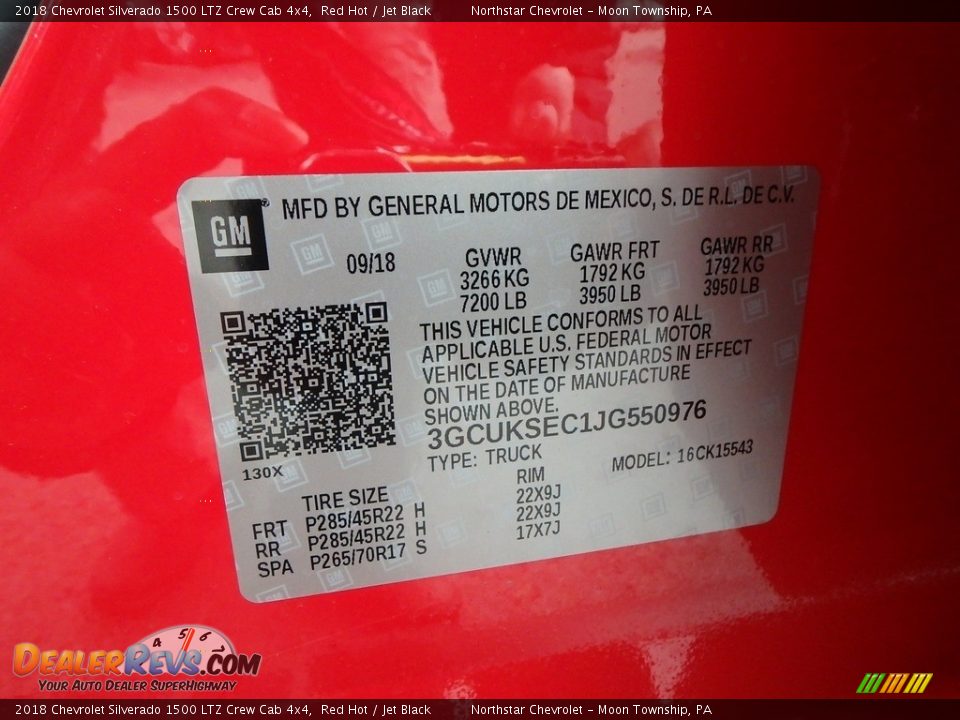 2018 Chevrolet Silverado 1500 LTZ Crew Cab 4x4, Red Hot / Jet Black Northstar Chevrolet - Moon Township, PA
GM MFD BY GENERAL MOTORS DE MEXICO, S. DE R.L. DE C.V.
09/18 GVWR GAWR FRT GAWR RR
3266 KG 1792 KG 1792 KG
7200 LB 3950 LB 3950 LB
THIS VEHICLE CONFORMS TO ALL
APPLICABLE U.S. FEDERAL MOTOR
VEHICLE SAFETY STANDARDS IN EFFECT
ON THE DATE OF MANUFACTURE
SHOWN ABOVE.
3GCUKSEC1JG550976
130X TYPE: TRUCK MODEL: 16CK15543
TIRE SIZE RIM
FRT P285/45R22 H 22X9J
RR P285/45R22 H 22X9J
SPA P265/70R17 S 17X7J
4 5 6
DealerRevs.com
Your Auto Dealer SuperHighway
2018 Chevrolet Silverado 1500 LTZ Crew Cab 4x4, Red Hot / Jet Black Northstar Chevrolet - Moon Township, PA